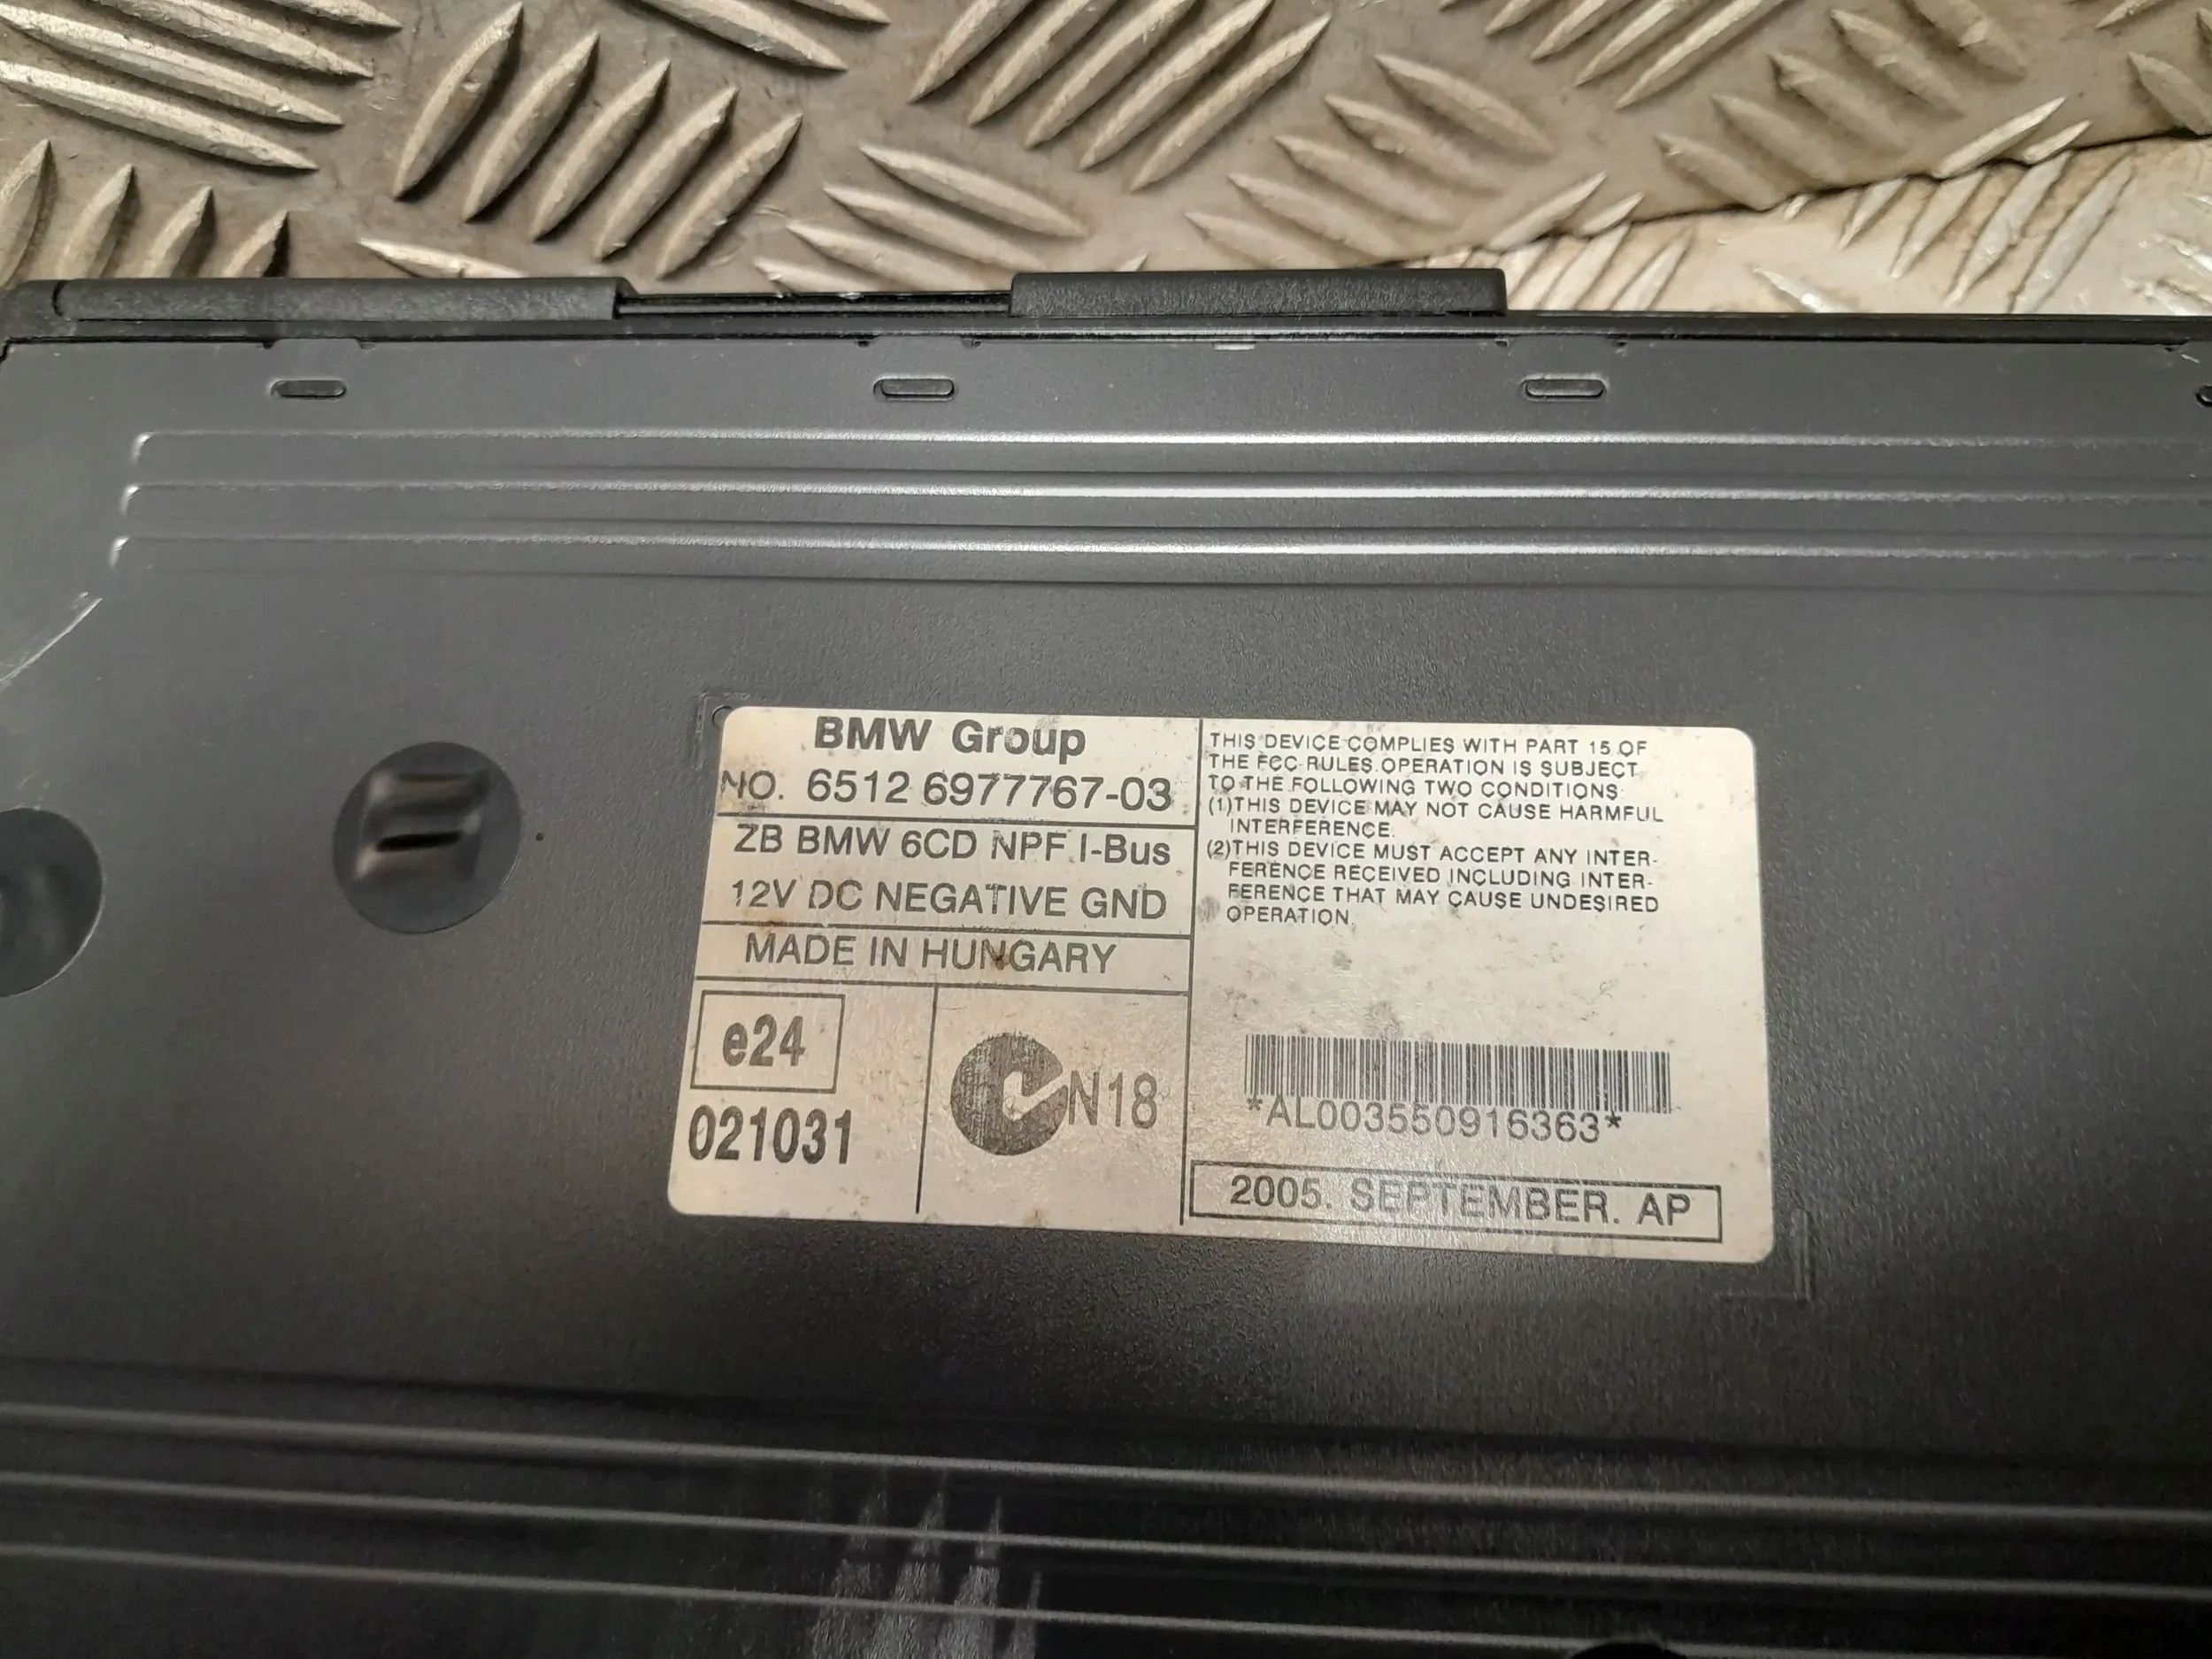 BMW Group
NO. 6512 6977767-03
ZB BMW 6CD NPF I-Bus
12V DC NEGATIVE GND
MADE IN HUNGARY
e24
021031
N18
THIS DEVICE COMPLIES WITH PART 15 OF
THE FCC RULES.OPERATION IS SUBJECT
TO THE FOLLOWING TWO CONDITIONS:
(1)THIS DEVICE MAY NOT CAUSE HARMFUL
INTERFERENCE.
(2)THIS DEVICE MUST ACCEPT ANY INTER-
FERENCE RECEIVED INCLUDING INTER-
FERENCE THAT MAY CAUSE UNDESIRED
OPERATION.
*AL003550916363*
2005. SEPTEMBER. AP